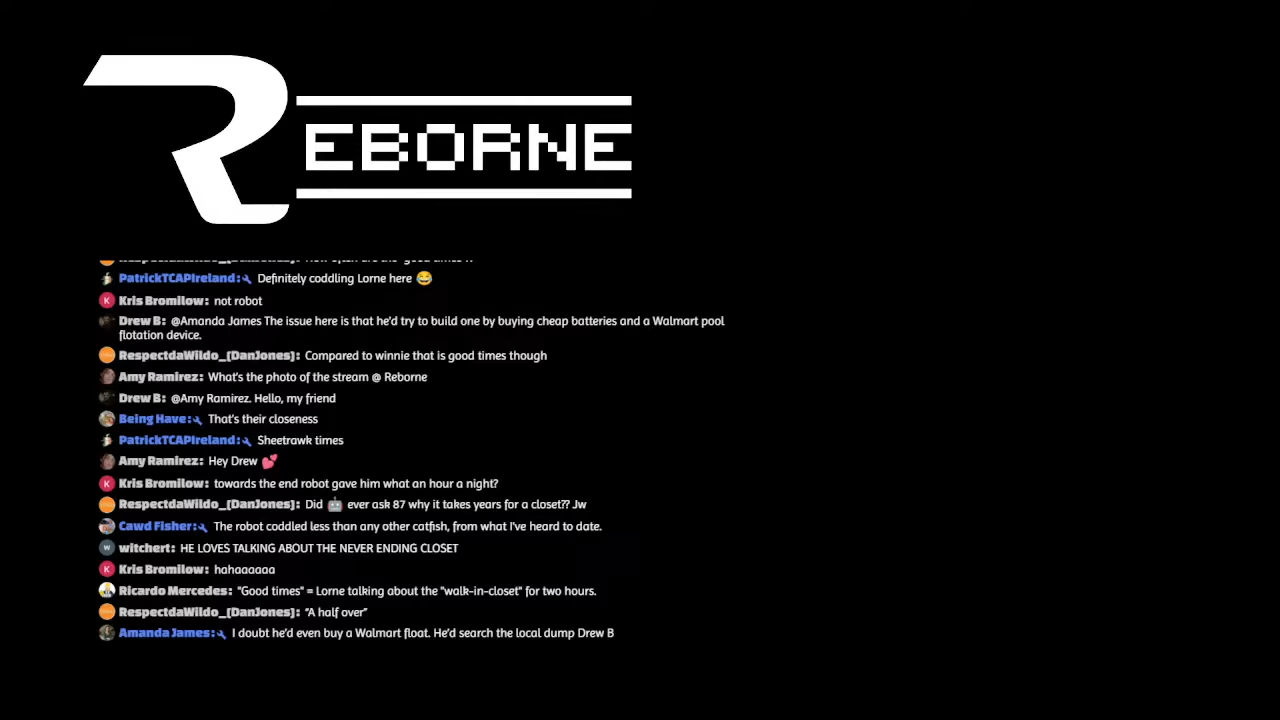 REBORNE
PatrickTCAPIreland: Definitely coddling Lorne here 😂
Kris Bromilow: not robot
Drew B: @Amanda James The issue here is that he'd try to build one by buying cheap batteries and a Walmart pool
flotation device.
RespectdaWildo_(DanJones): Compared to winnie that is good times though
Amy Ramirez: What's the photo of the stream @ Reborne
Drew B: @Amy Ramirez. Hello, my friend
Being Have: That's their closeness
PatrickTCAPIreland: Sheetrawk times
Amy Ramirez: Hey Drew 💕
Kris Bromilow: towards the end robot gave him what an hour a night?
RespectdaWildo_(DanJones): Did 🤖 ever ask 87 why it takes years for a closet?? Jw
Cawd Fisher: The robot coddled less than any other catfish, from what I've heard to date.
witchert: HE LOVES TALKING ABOUT THE NEVER ENDING CLOSET
Kris Bromilow: hahaaaaaa
Ricardo Mercedes: "Good times" = Lorne talking about the "walk-in-closet" for two hours.
RespectdaWildo_(DanJones): "A half over"
Amanda James: I doubt he'd even buy a Walmart float. He'd search the local dump Drew B